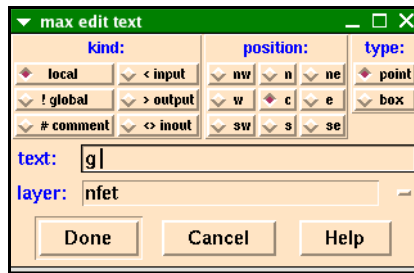 max edit text
kind: position: type:
local < input nw n ne point
! global > output w c e box
# comment <> inout sw s se
text: g
layer: nfet
Done Cancel Help